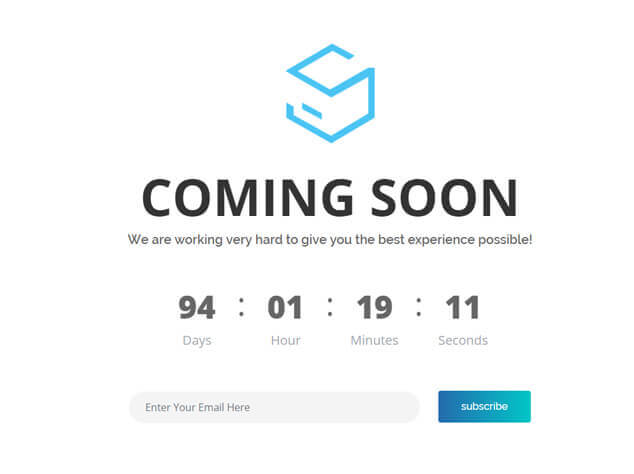 COMING SOON
We are working very hard to give you the best experience possible!
94 : 01 : 19 : 11
Days Hour Minutes Seconds
Enter Your Email Here subscribe